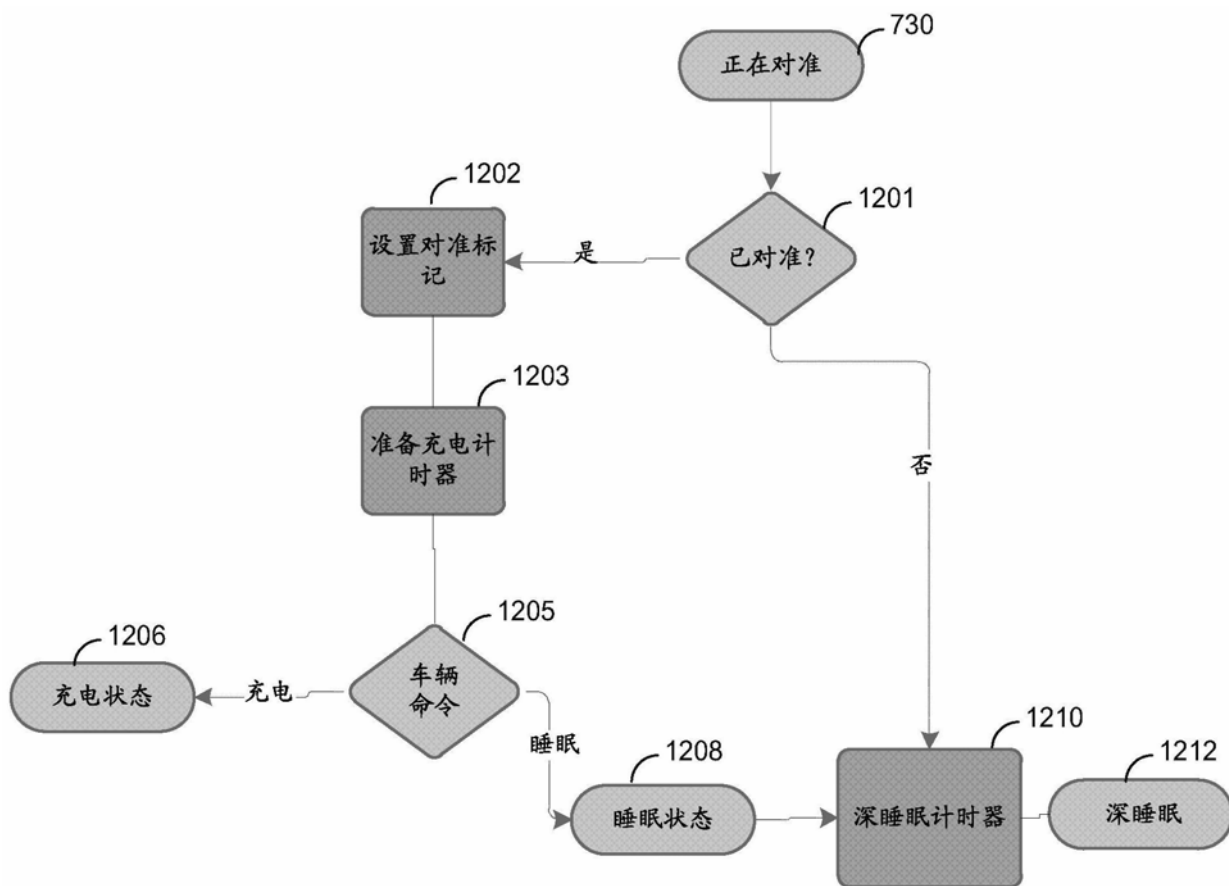 730
正在对准
1202
1201
设置对准标
记
是
已对准?
1203
准备充电计
时器
否
1205
1206
车辆
命令
充电状态
充电
睡眠
1208
1210
1212
睡眠状态
深睡眠计时器
深睡眠